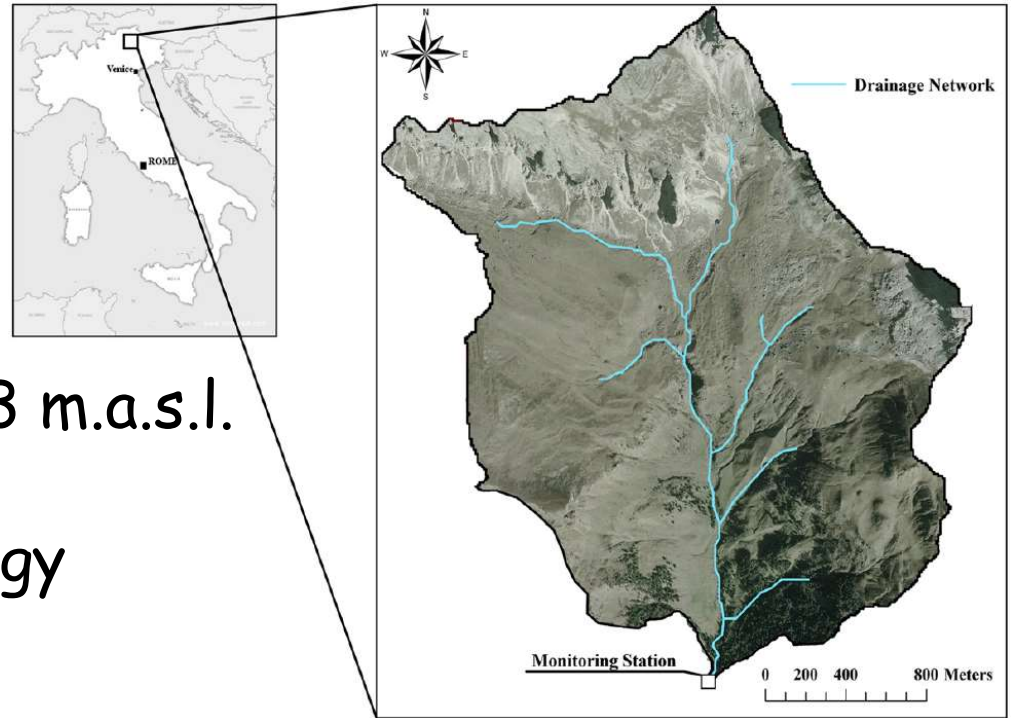 Venice
ROME
N
W E
S
Drainage Network
3 m.a.s.l.
gy
Monitoring Station
0 200 400 800 Meters